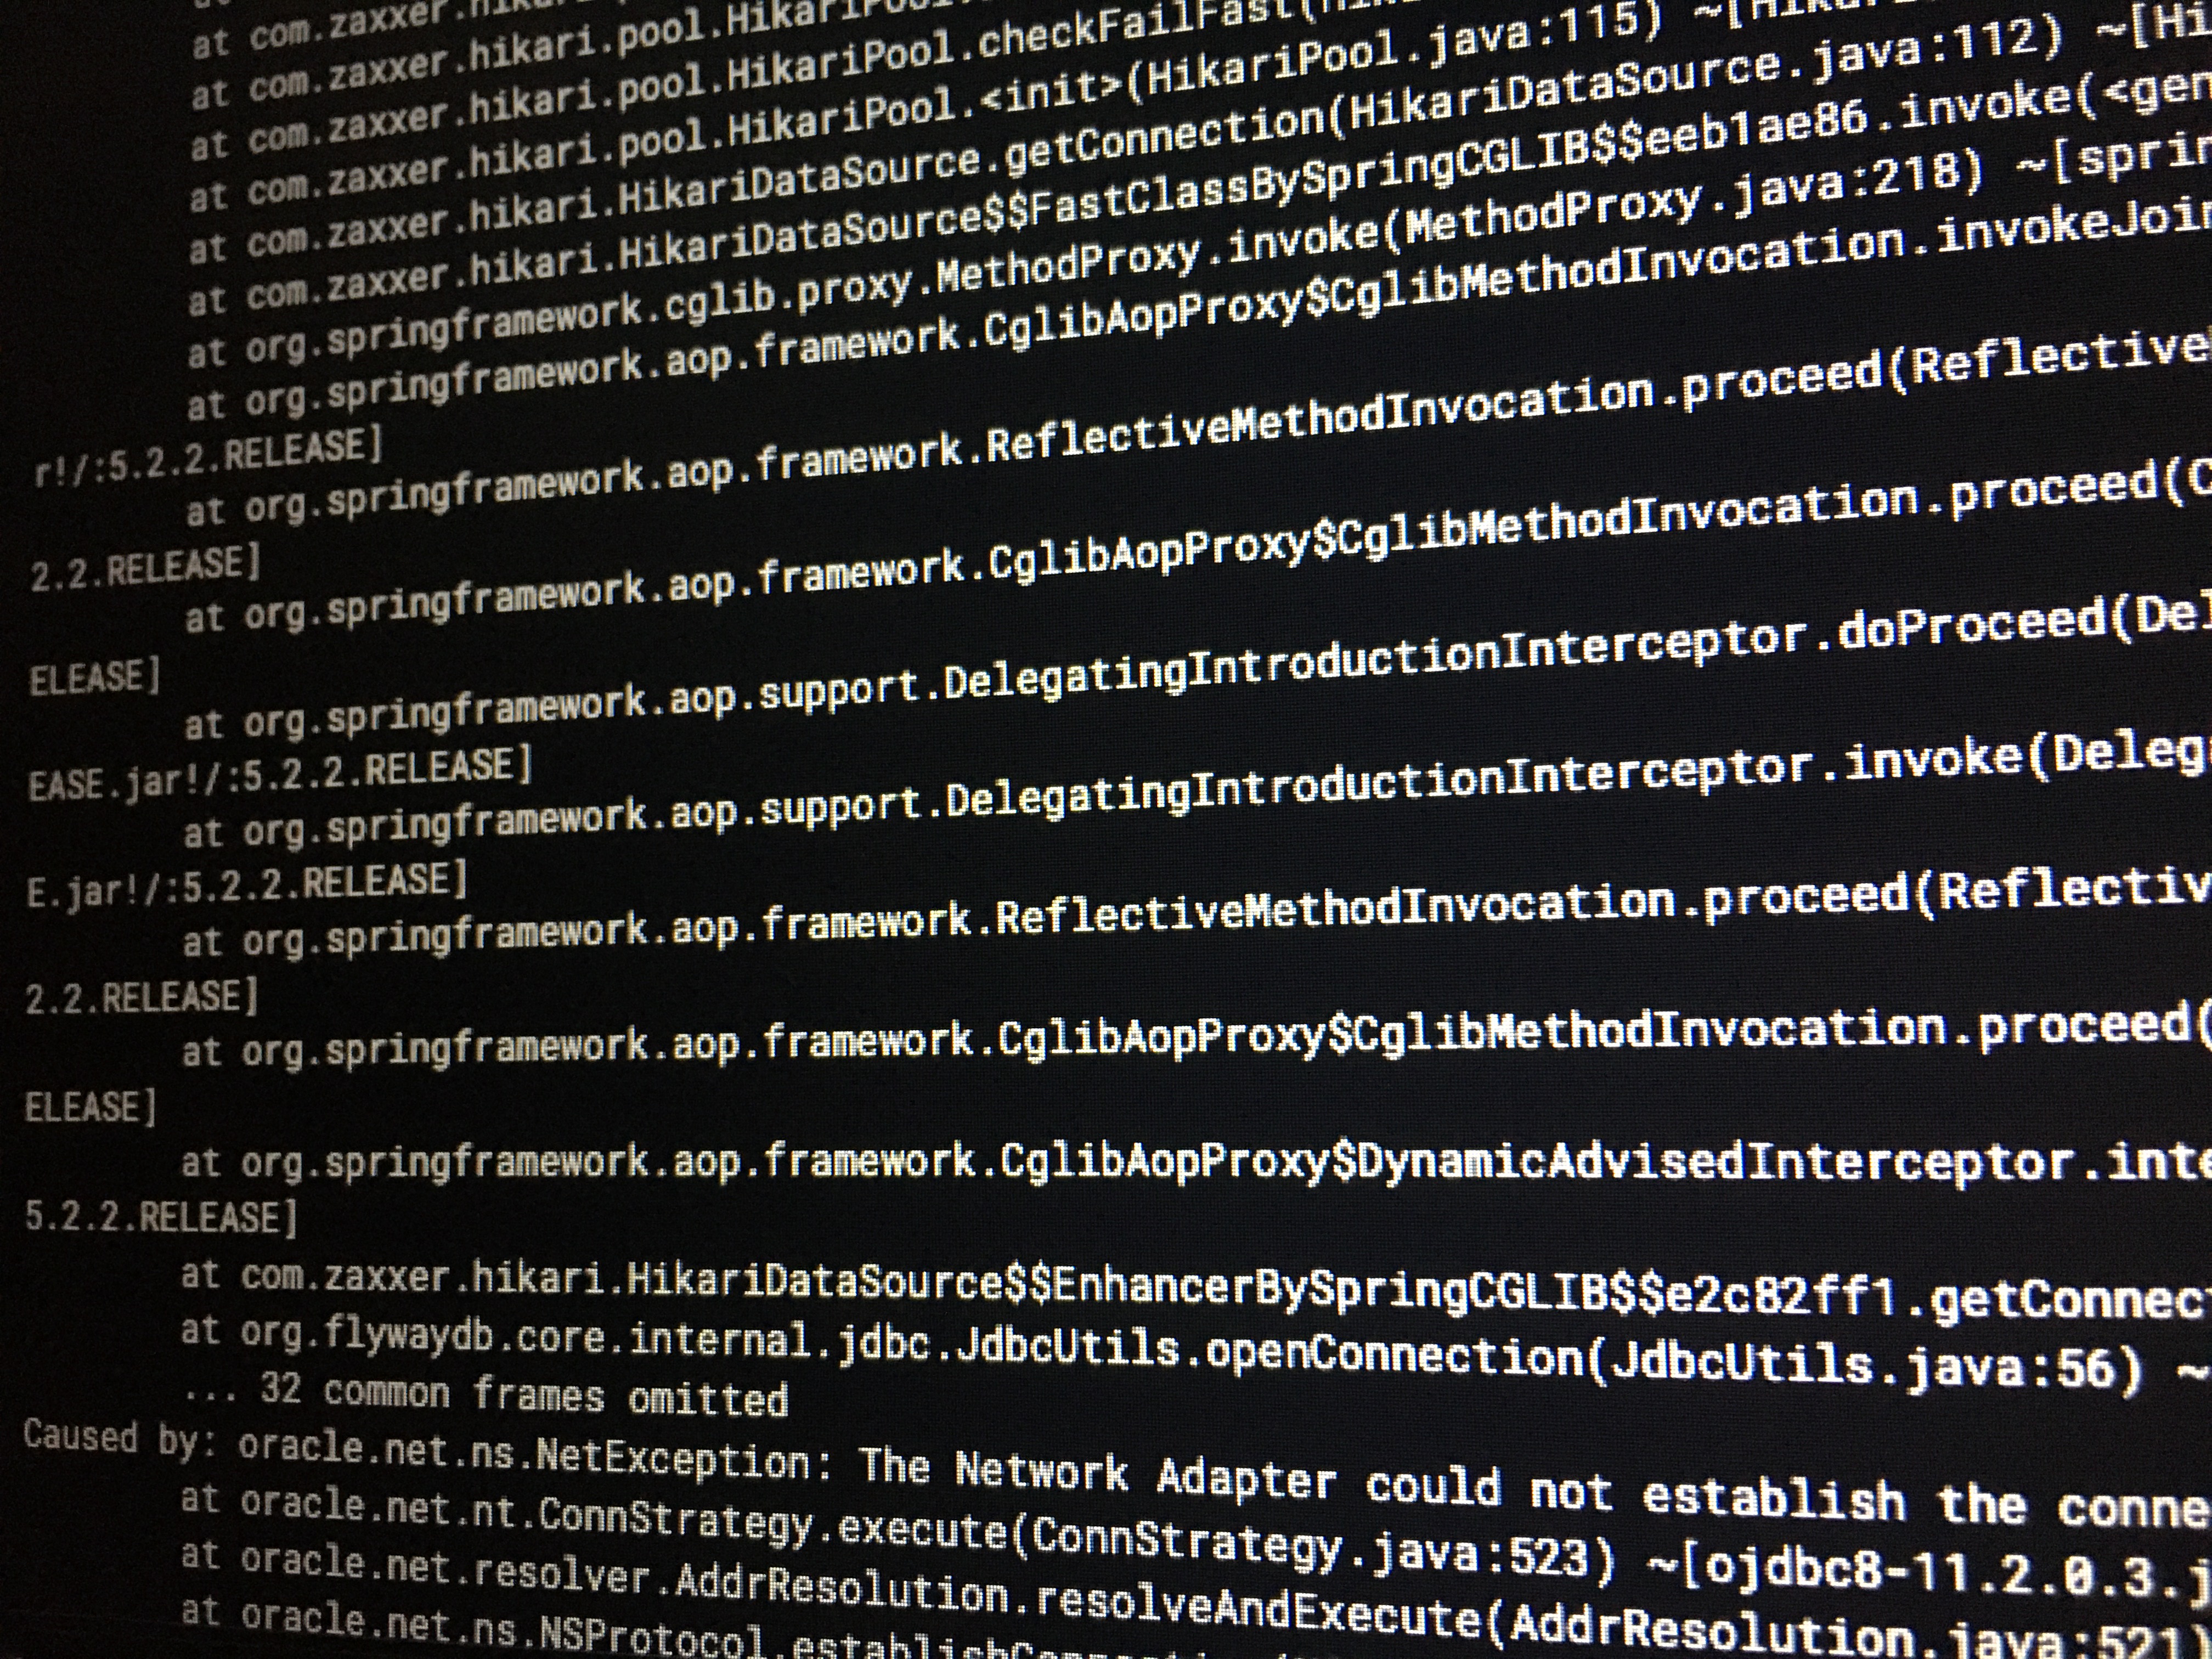 at com.zaxxer.
at com.zaxxer.hikari.pool.
at com.zaxxer.hikari.pool.HikariPool.checkFailFast(
at com.zaxxer.hikari.pool.HikariPool.<init>(HikariPool.java:115)
at com.zaxxer.hikari.HikariDataSource.getConnection(HikariDataSource.java:112) ~[Hi
at com.zaxxer.hikari.HikariDataSource$$FastClassBySpringCGLIB$$eeb1ae86.invoke(<gen
at org.springframework.cglib.proxy.MethodProxy.invoke(MethodProxy.java:218) ~[sprin
at org.springframework.aop.framework.CglibAopProxy$CglibMethodInvocation.invokeJoi
r!/:5.2.2.RELEASE]
at org.springframework.aop.framework.ReflectiveMethodInvocation.proceed(Reflective
2.2.RELEASE]
at org.springframework.aop.framework.CglibAopProxy$CglibMethodInvocation.proceed(C
ELEASE]
at org.springframework.aop.support.DelegatingIntroductionInterceptor.doProceed(Del
EASE.jar!/:5.2.2.RELEASE]
at org.springframework.aop.support.DelegatingIntroductionInterceptor.invoke(Deleg
E.jar!/:5.2.2.RELEASE]
at org.springframework.aop.framework.ReflectiveMethodInvocation.proceed(Reflectiv
2.2.RELEASE]
at org.springframework.aop.framework.CglibAopProxy$CglibMethodInvocation.proceed(
ELEASE]
at org.springframework.aop.framework.CglibAopProxy$DynamicAdvisedInterceptor.inte
5.2.2.RELEASE]
at com.zaxxer.hikari.HikariDataSource$$EnhancerBySpringCGLIB$$e2c82ff1.getConnec
at org.flywaydb.core.internal.jdbc.JdbcUtils.openConnection(JdbcUtils.java:56) ~
... 32 common frames omitted
Caused by: oracle.net.ns.NetException: The Network Adapter could not establish the conne
at oracle.net.nt.ConnStrategy.execute(ConnStrategy.java:523) ~[ojdbc8-11.2.0.3.j
at oracle.net.resolver.AddrResolution.resolveAndExecute(AddrResolution.java:521)
at oracle.net.ns.NSProtocol.